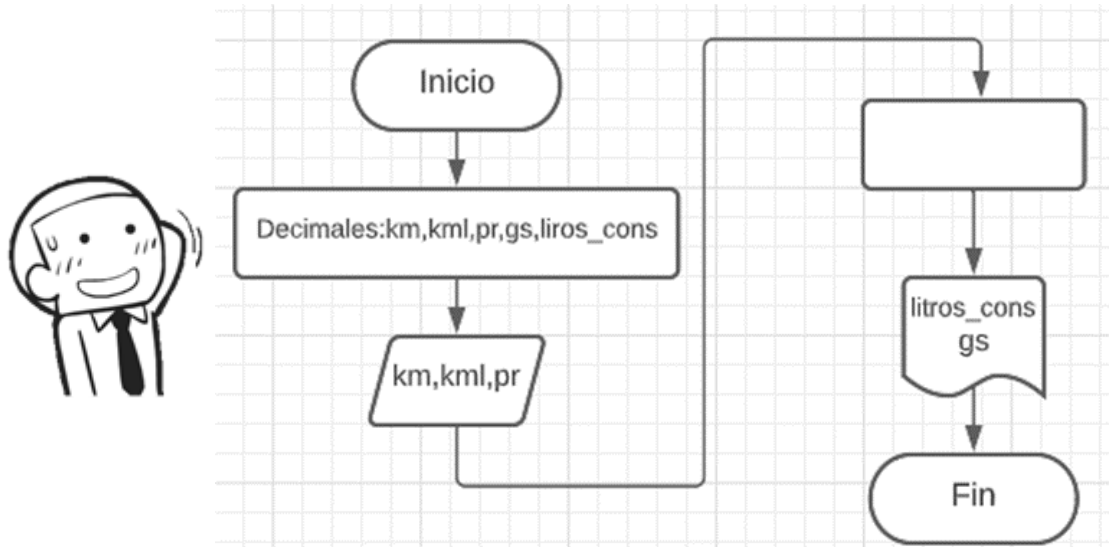 Inicio
Decimales:km,kml,pr,gs,liros_cons
km,kml,pr
litros_cons
gs
Fin